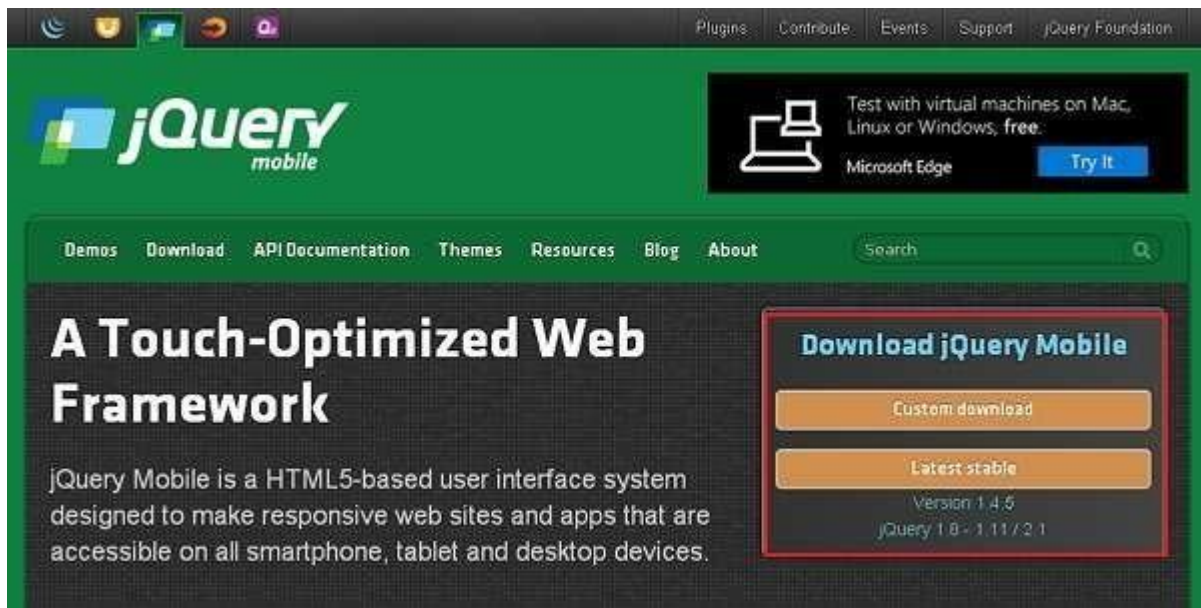 Plugins Contribute Events Support jQuery Foundation
jQuery
mobile
Test with virtual machines on Mac,
Linux or Windows, free.
Microsoft Edge
Try It
Demos Download API Documentation Themes Resources Blog About
Search
A Touch-Optimized Web
Framework
jQuery Mobile is a HTML5-based user interface system
designed to make responsive web sites and apps that are
accessible on all smartphone, tablet and desktop devices.
Download jQuery Mobile
Custom download
Latest stable
Version 1.4.5
jQuery 1.8 - 1.11 / 2.1